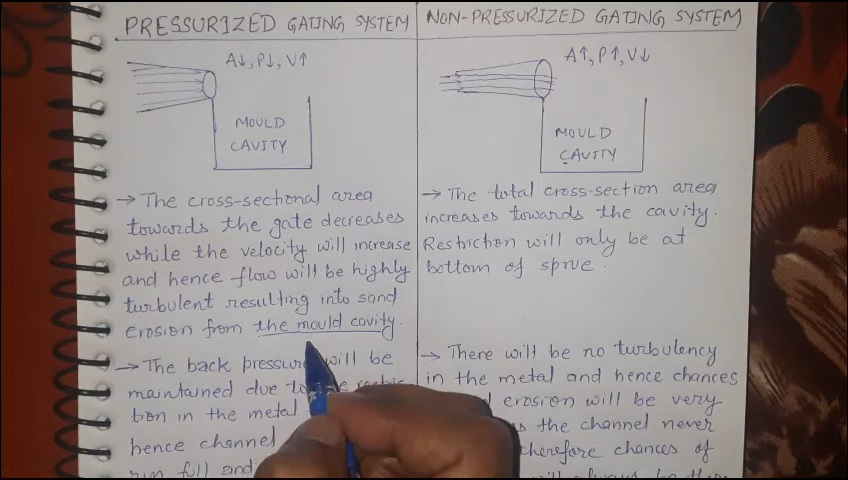 PRESSURIZED GATING SYSTEM
A↓, P↓, V↑
MOULD
CAVITY
→ The cross-sectional area
towards the gate decreases
while the velocity will increase
and hence flow will be highly
turbulent resulting into sand
erosion from the mould cavity.
→ The back pressure will be
maintained due to
tion in the metal
hence channel
run full and
NON-PRESSURIZED GATING SYSTEM
A↑, P↑, V↓
MOULD
CAVITY
→ The total cross-section area
increases towards the cavity.
Restriction will only be at
bottom of sprue.
→ There will be no turbulency
in the metal and hence chances
erosion will be very
the channel never
therefore chances of